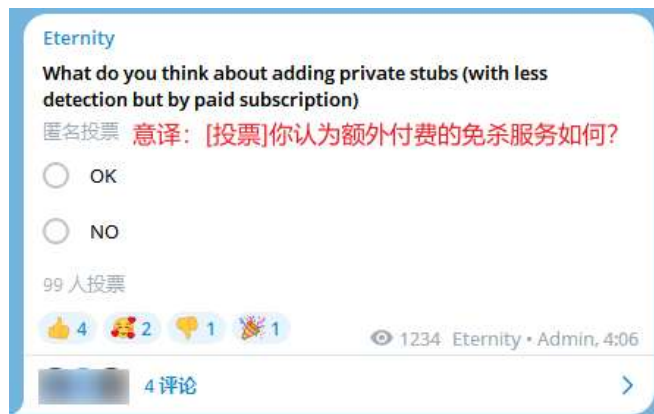 Eternity
What do you think about adding private stubs (with less
detection but by paid subscription)
匿名投票 意译：[投票]你认为额外付费的免杀服务如何？
OK
NO
99 人投票
👍 4 🥰 2 👎 1 🎉 1 1234 Eternity • Admin, 4:06
4 评论